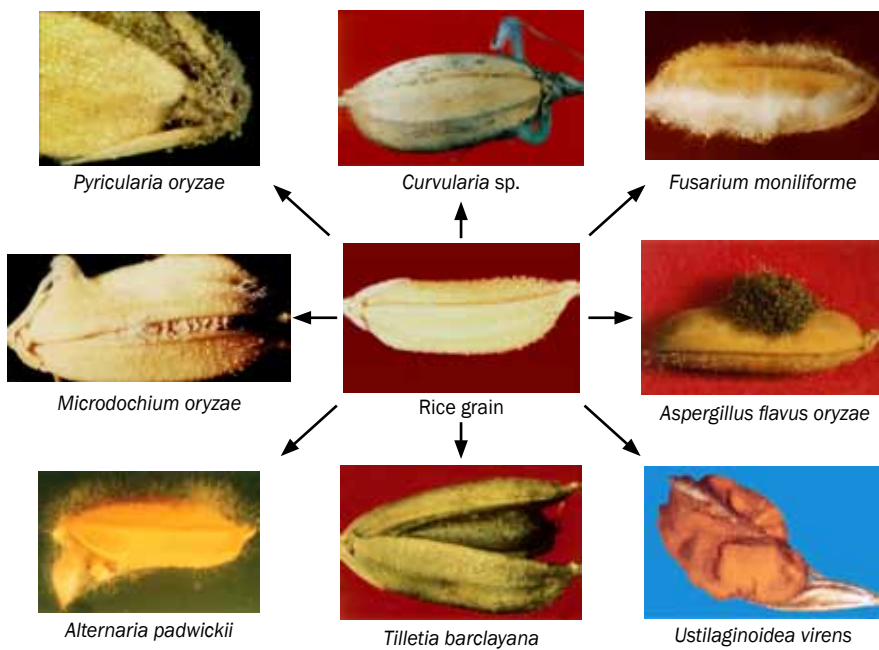 Pyricularia oryzae
Curvularia sp.
Fusarium moniliforme
Microdochium oryzae
Rice grain
Aspergillus flavus oryzae
Alternaria padwickii
Tilletia barclayana
Ustilaginoidea virens